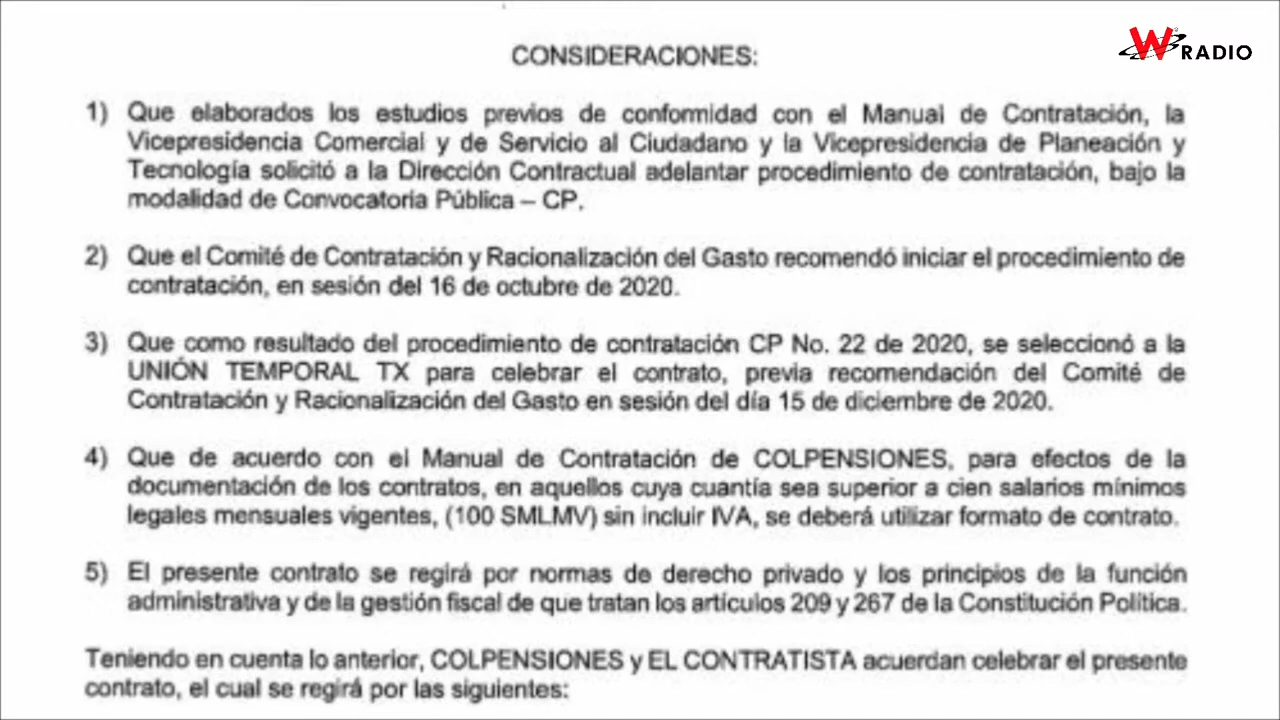 CONSIDERACIONES:
W RADIO
1) Que elaborados los estudios previos de conformidad con el Manual de Contratación, la
Vicepresidencia Comercial y de Servicio al Ciudadano y la Vicepresidencia de Planeación y
Tecnología solicitó a la Dirección Contractual adelantar procedimiento de contratación, bajo la
modalidad de Convocatoria Pública – CP.
2) Que el Comité de Contratación y Racionalización del Gasto recomendó iniciar el procedimiento de
contratación, en sesión del 16 de octubre de 2020.
3) Que como resultado del procedimiento de contratación CP No. 22 de 2020, se seleccionó a la
UNIÓN TEMPORAL TX para celebrar el contrato, previa recomendación del Comité de
Contratación y Racionalización del Gasto en sesión del día 15 de diciembre de 2020.
4) Que de acuerdo con el Manual de Contratación de COLPENSIONES, para efectos de la
documentación de los contratos, en aquellos cuya cuantía sea superior a cien salarios mínimos
legales mensuales vigentes, (100 SMLMV) sin incluir IVA, se deberá utilizar formato de contrato.
5) El presente contrato se regirá por normas de derecho privado y los principios de la función
administrativa y de la gestión fiscal de que tratan los artículos 209 y 267 de la Constitución Política.
Teniendo en cuenta lo anterior, COLPENSIONES y EL CONTRATISTA acuerdan celebrar el presente
contrato, el cual se regirá por las siguientes: